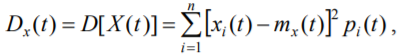 Dₓ(t) = D[X(t)] = ∑ᵢ₌₁ⁿ [xᵢ(t) − mₓ(t)]² pᵢ(t) ,